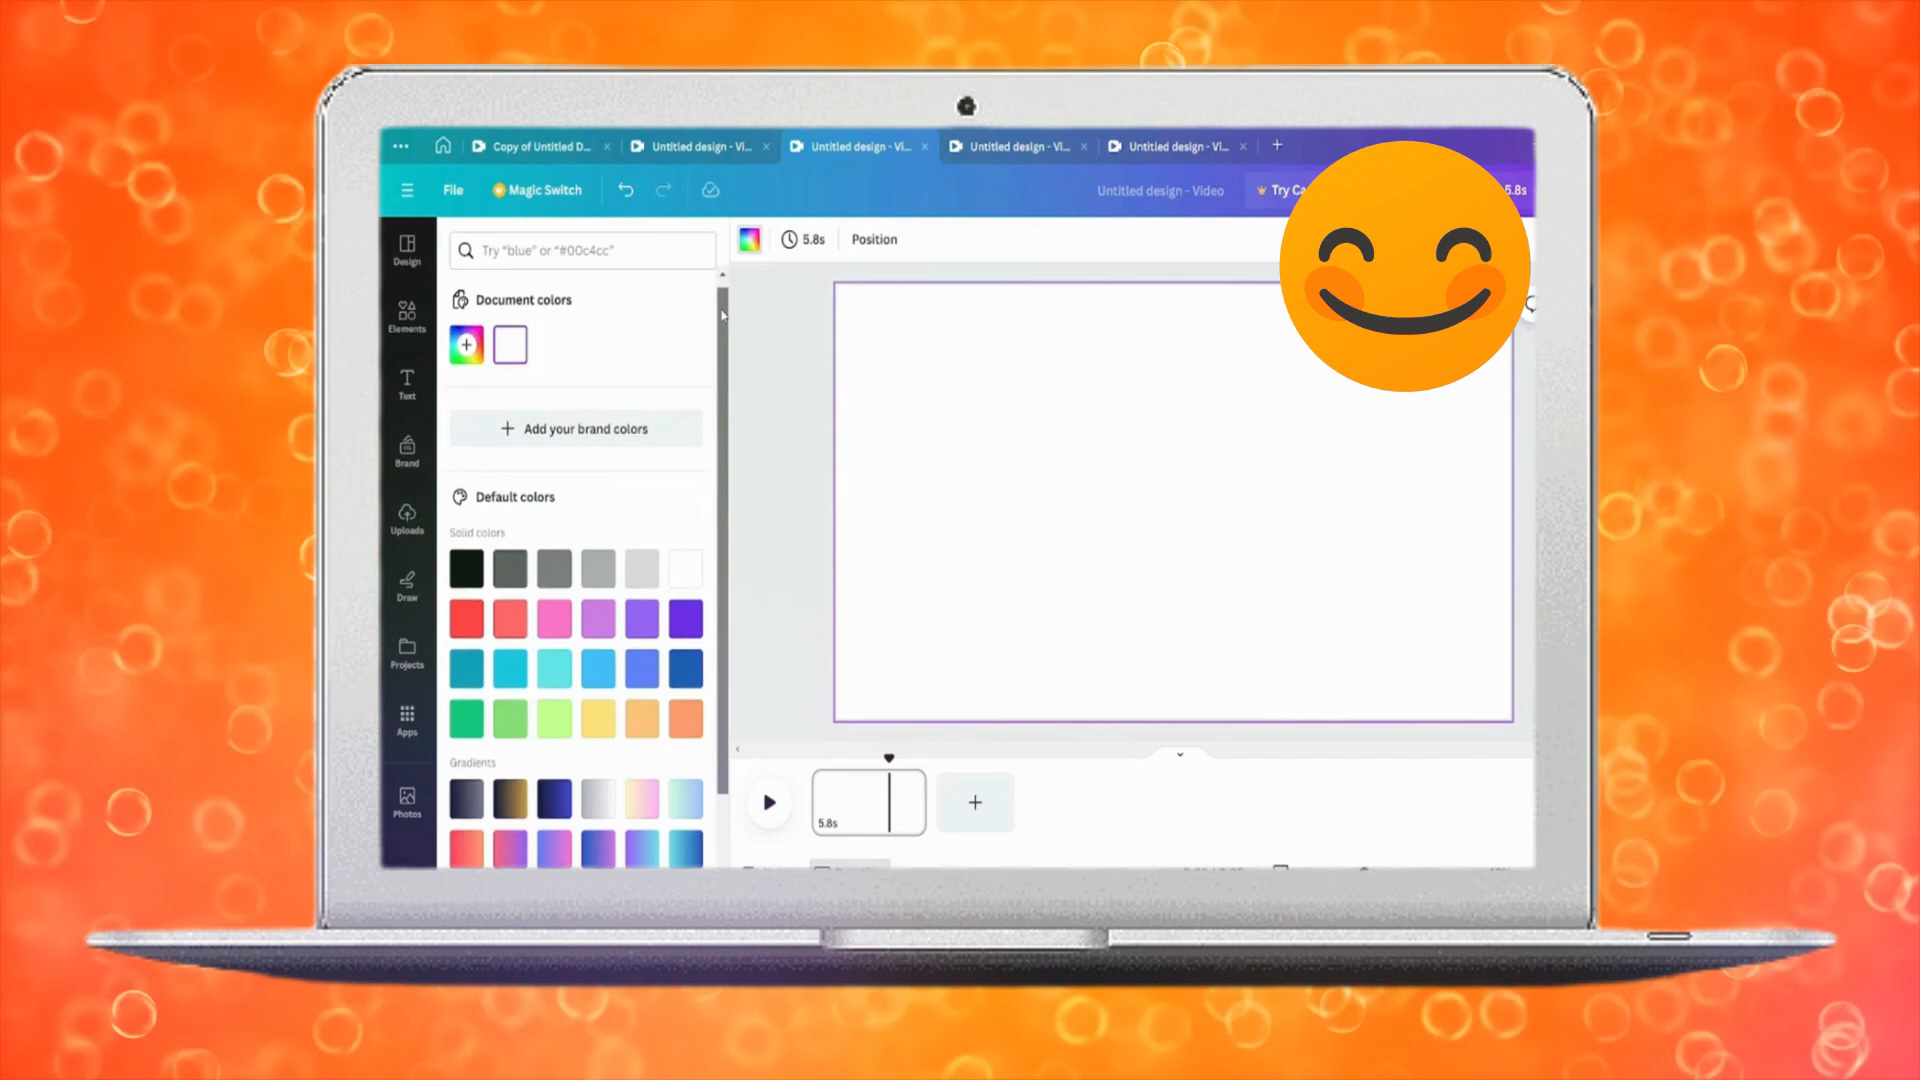 Copy of Untitled D...
Untitled design - Vi...
Untitled design - Vi...
Untitled design - Vi...
Untitled design - Vi...
File
Magic Switch
Untitled design - Video
Try Ca
5.8s
Design
Elements
Text
Brand
Uploads
Draw
Projects
Apps
Photos
Try "blue" or "#00c4cc"
Document colors
Add your brand colors
Default colors
Solid colors
Gradients
5.8s
Position
5.8s